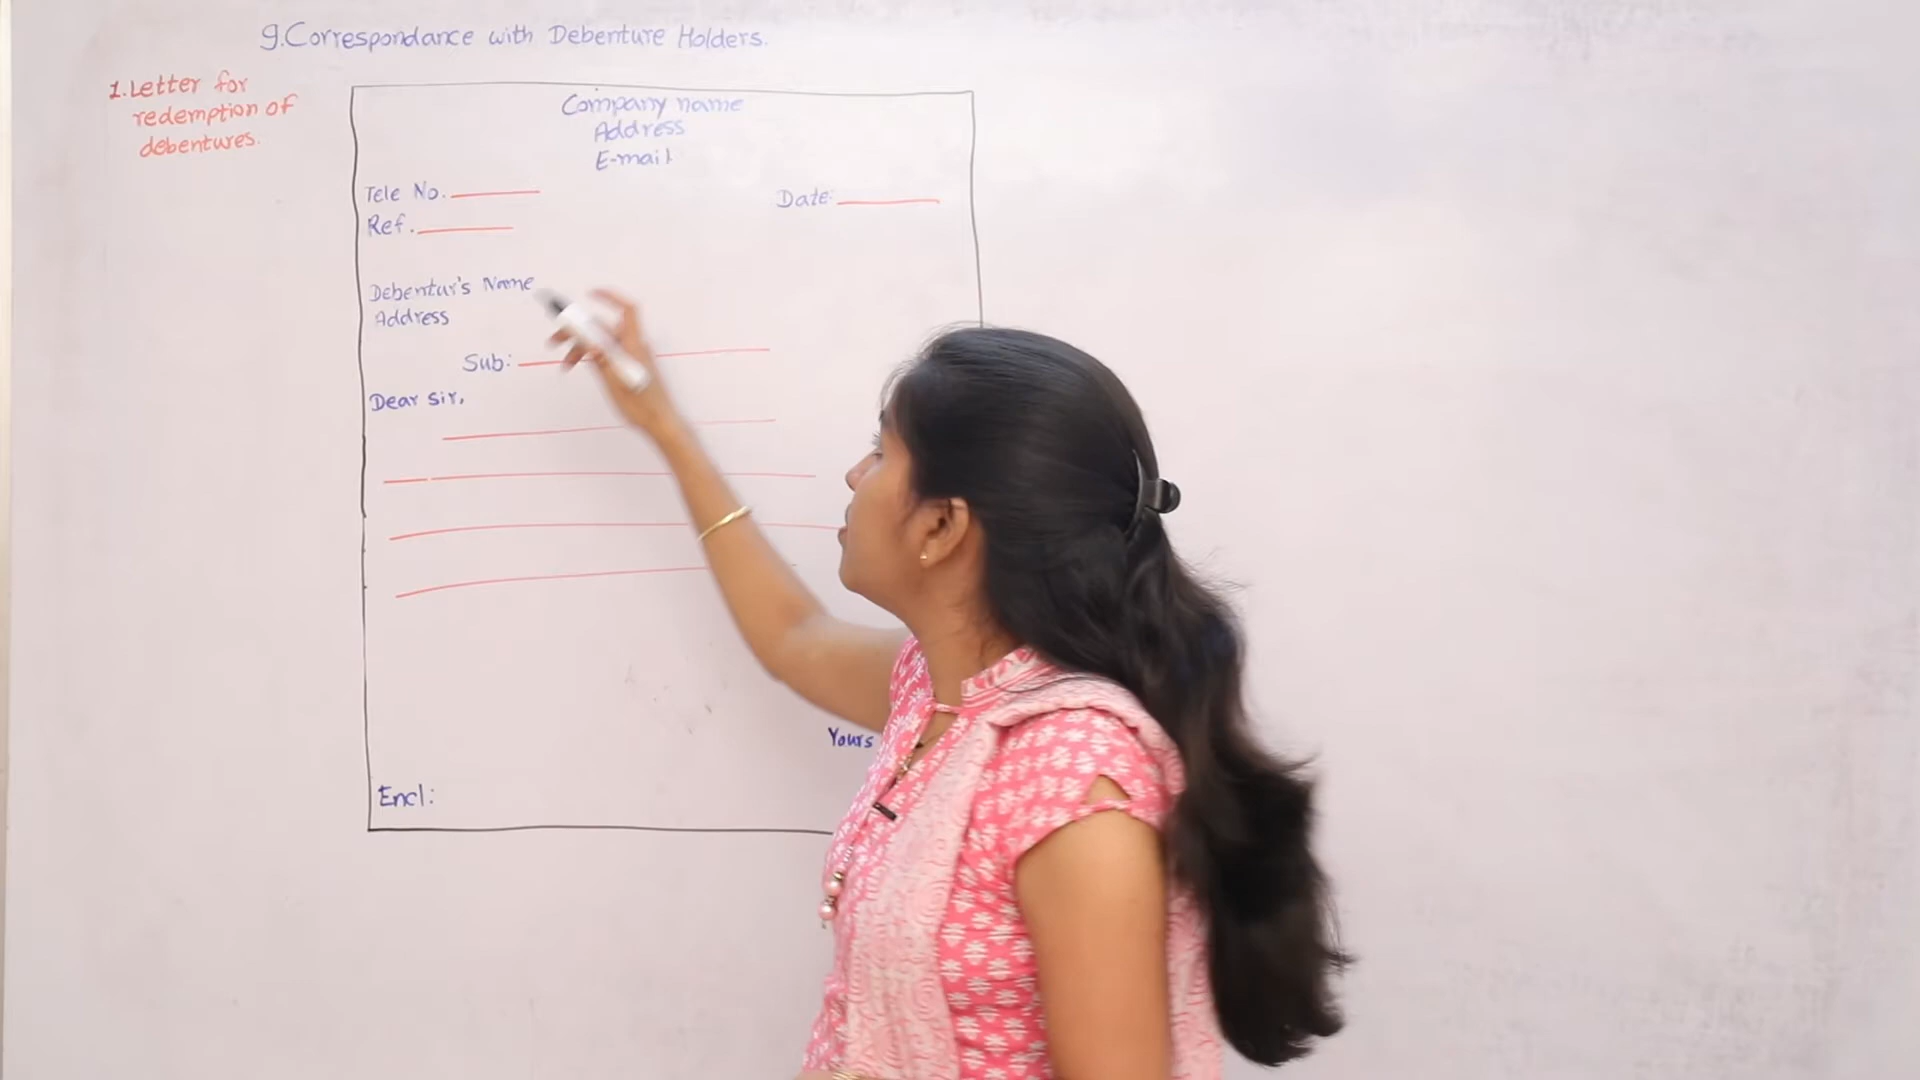 9.Correspondance with Debenture Holders.
1.Letter for
redemption of
debentures.
Company name
Address
E-mail
Tele No.
Date:
Ref.
Debentur's Name
Address
Sub:
Dear Sir,
Yours
Encl: